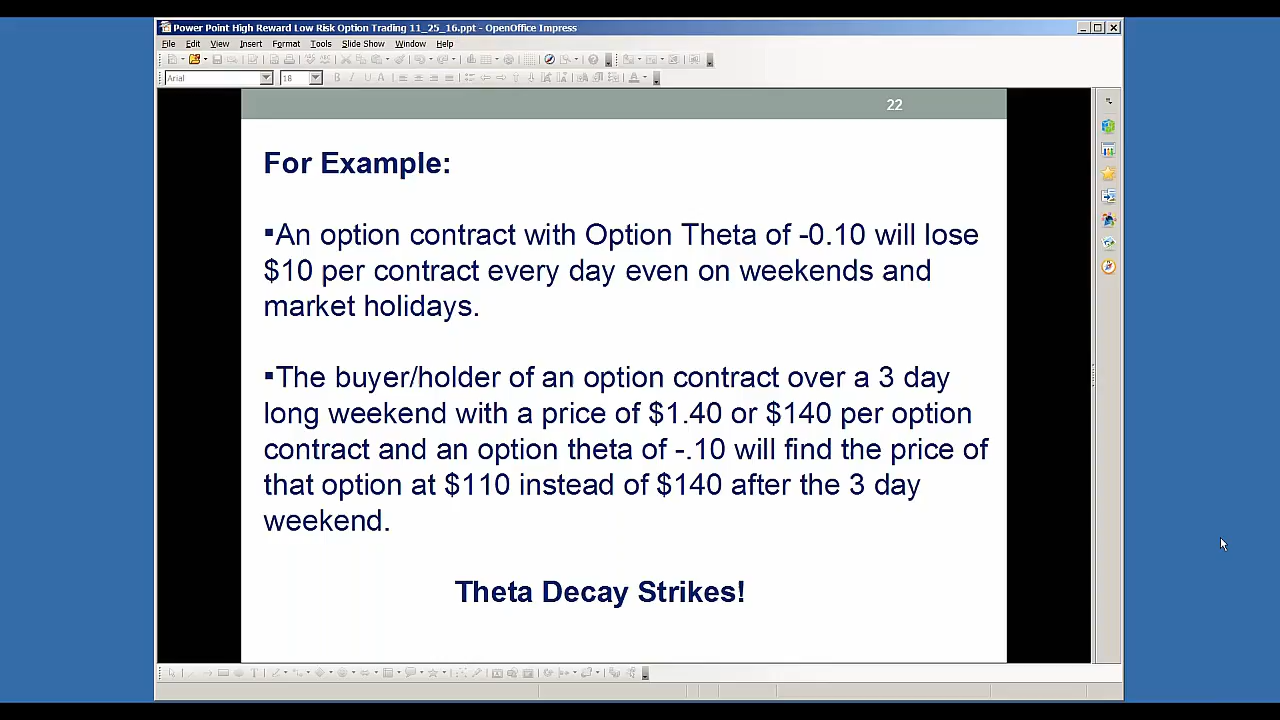 Power Point High Reward Low Risk Option Trading 11_25_16.ppt - OpenOffice Impress
File Edit View Insert Format Tools Slide Show Window Help
Arial 18
22
For Example:
▪An option contract with Option Theta of -0.10 will lose
$10 per contract every day even on weekends and
market holidays.
▪The buyer/holder of an option contract over a 3 day
long weekend with a price of $1.40 or $140 per option
contract and an option theta of -.10 will find the price of
that option at $110 instead of $140 after the 3 day
weekend.
Theta Decay Strikes!